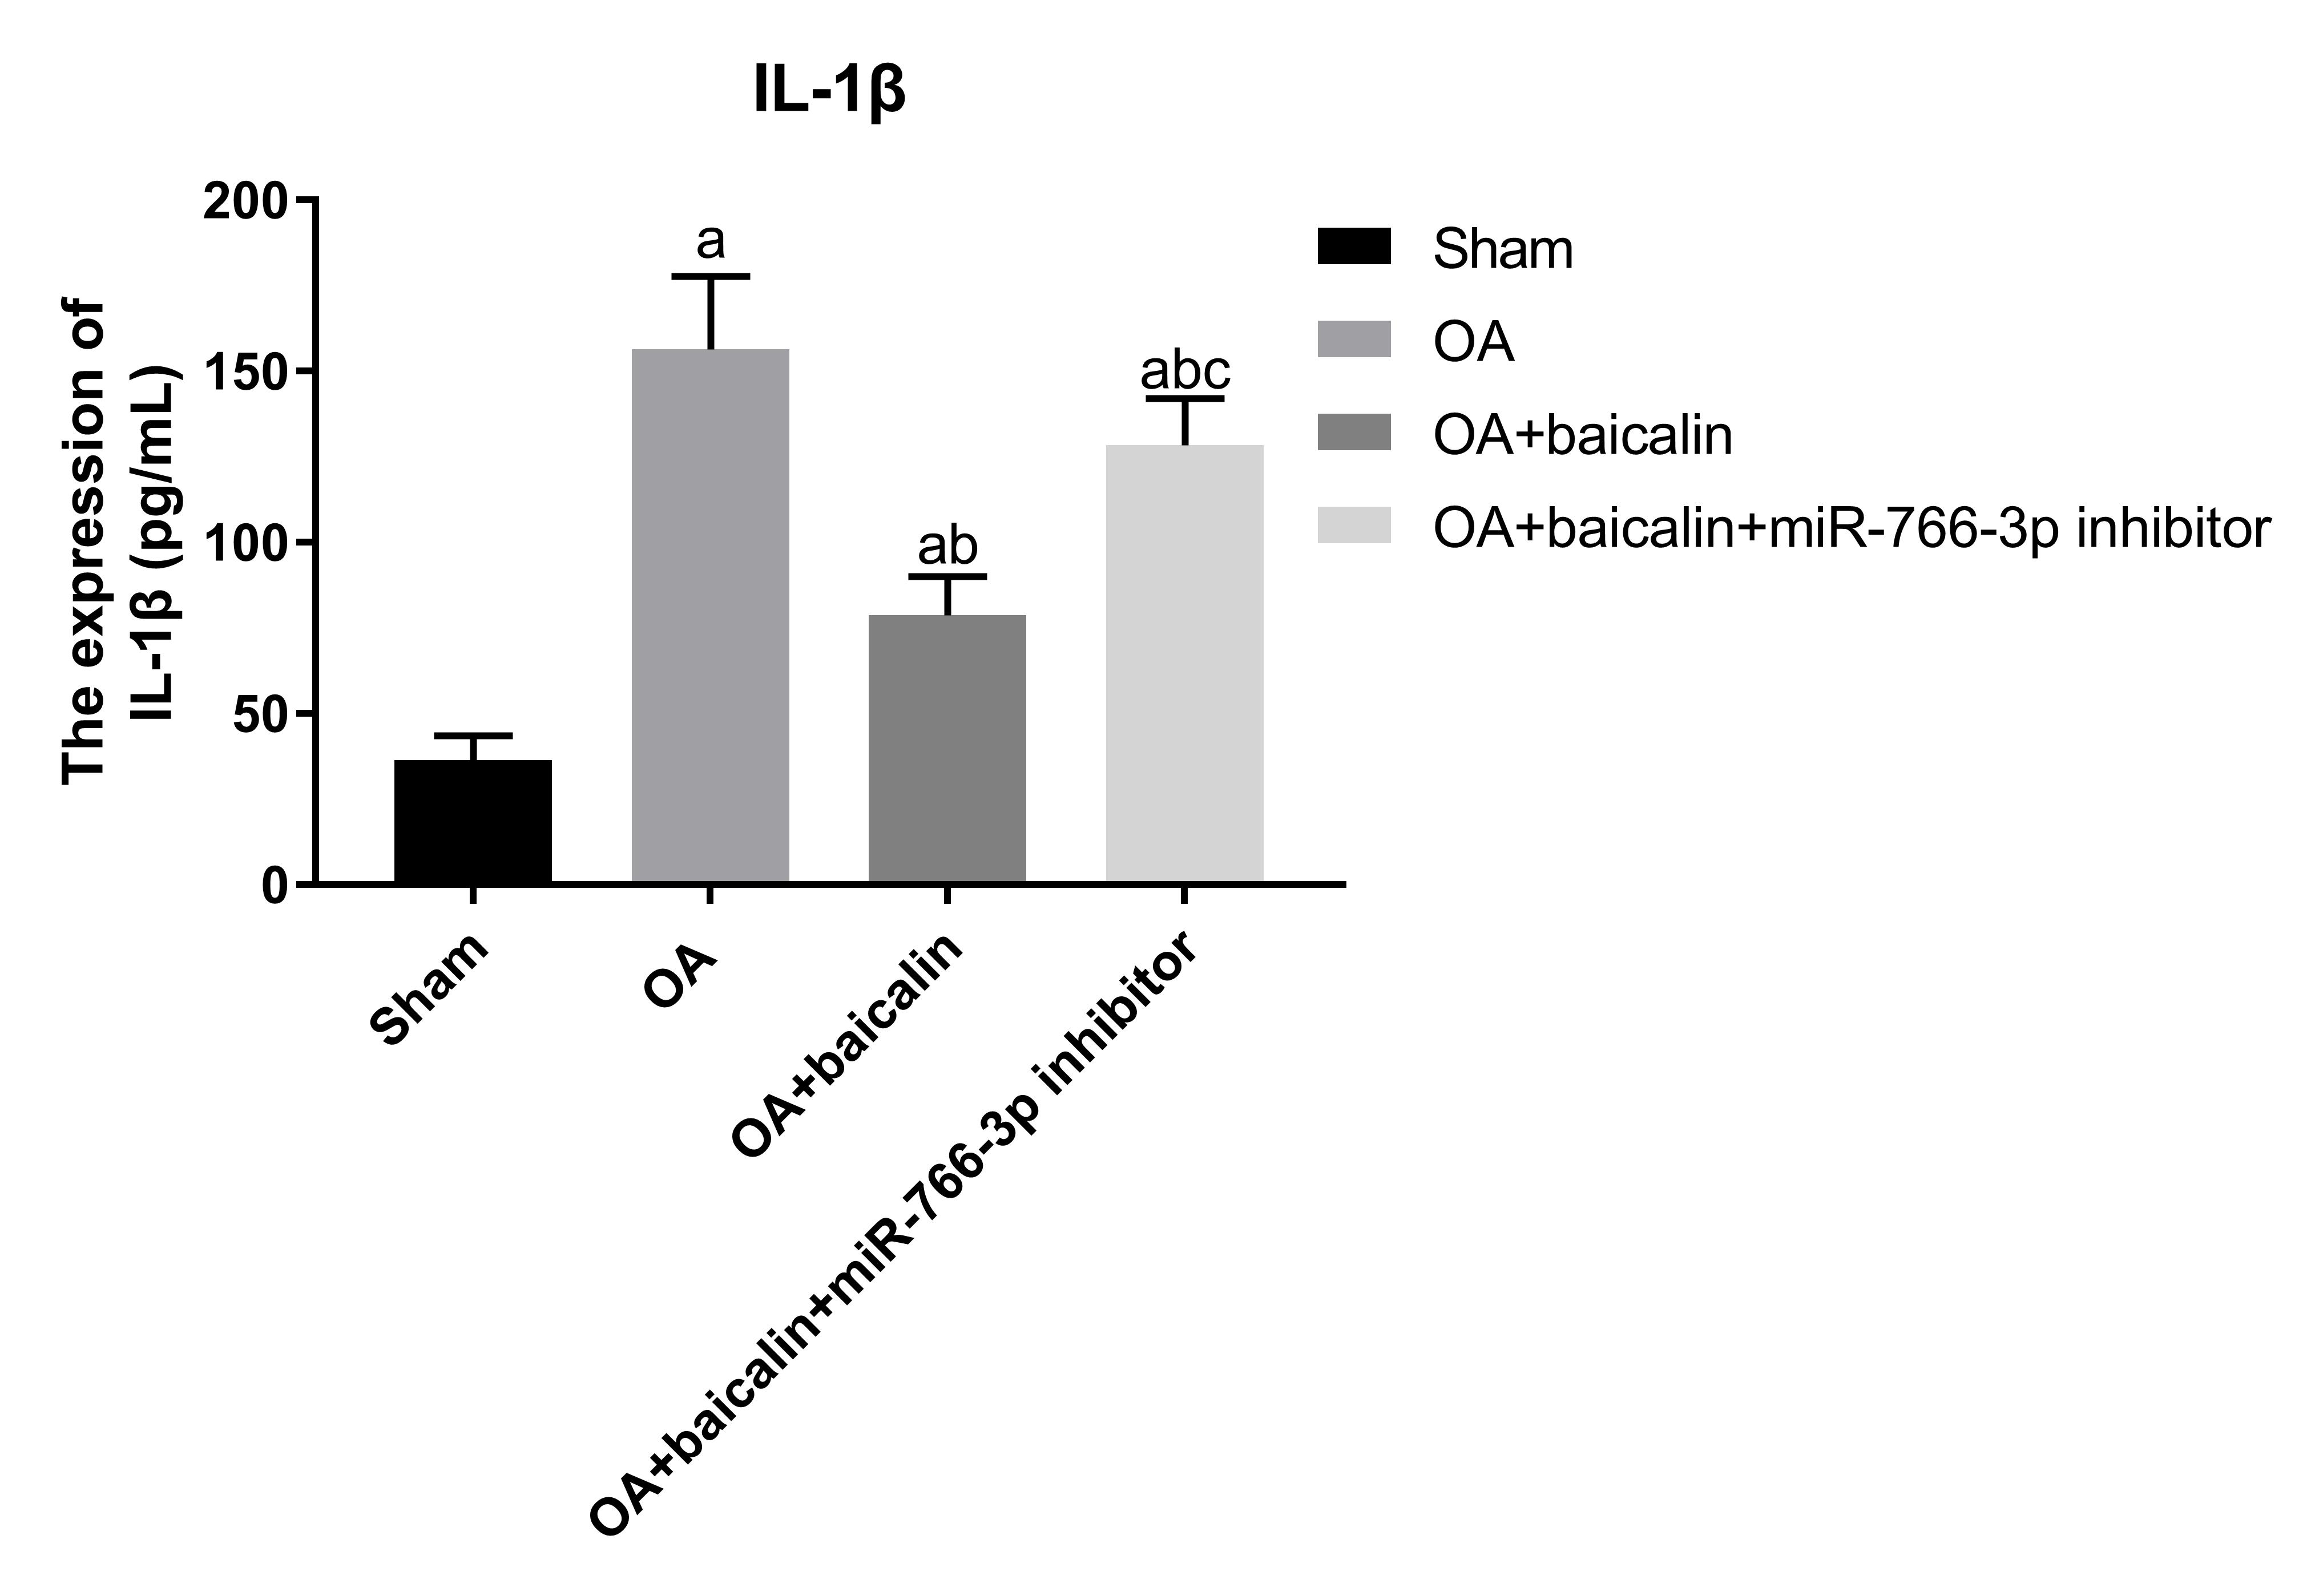 IL-1β
The expression of
IL-1β (pg/mL)
200
150
100
50
0
a
ab
abc
Sham
OA
OA+baicalin
OA+baicalin+miR-766-3p inhibitor
Sham
OA
OA+baicalin
OA+baicalin+miR-766-3p inhibitor